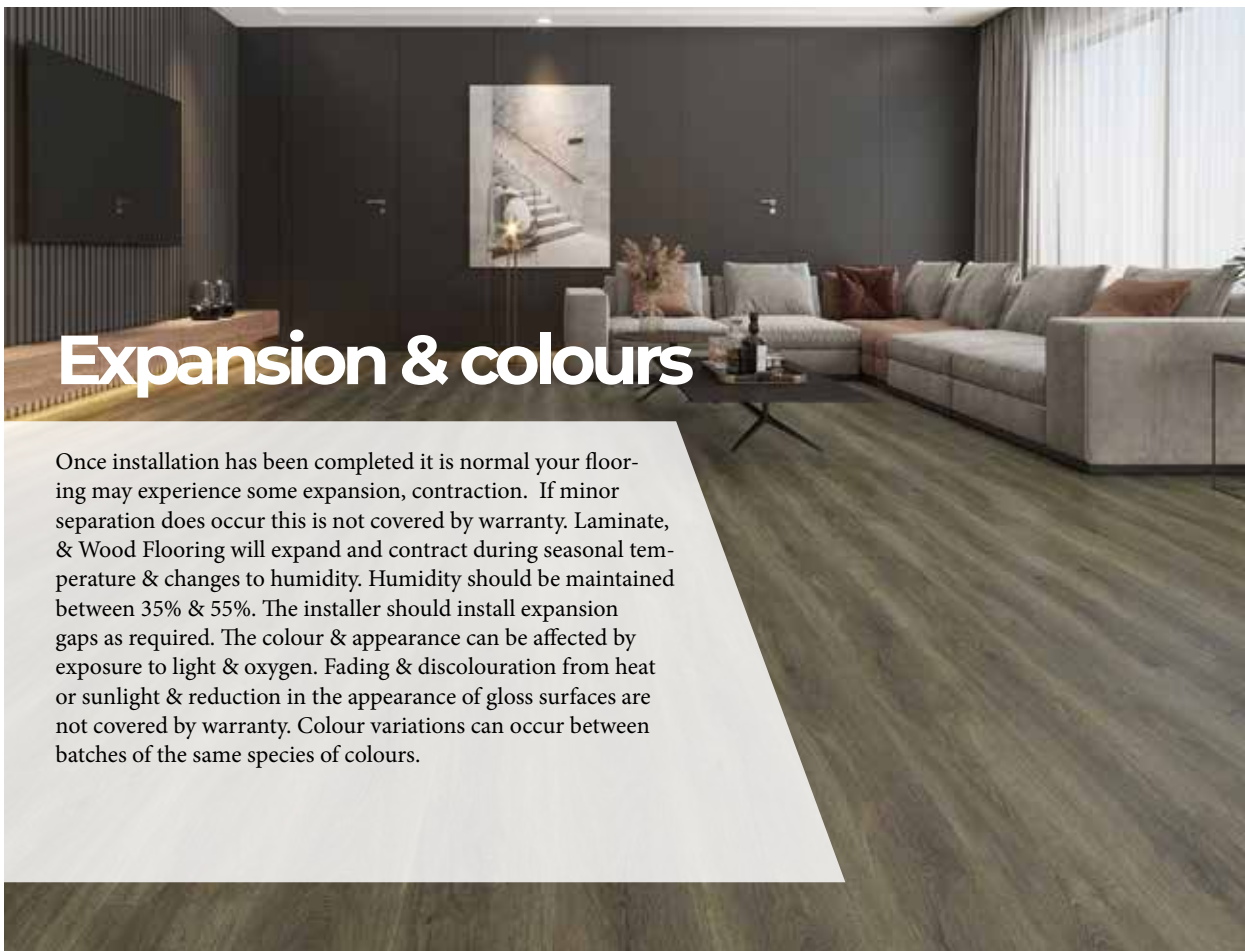 Expansion & colours
Once installation has been completed it is normal your floor-
ing may experience some expansion, contraction.  If minor
separation does occur this is not covered by warranty. Laminate,
& Wood Flooring will expand and contract during seasonal tem-
perature & changes to humidity. Humidity should be maintained
between 35% & 55%. The installer should install expansion
gaps as required. The colour & appearance can be affected by
exposure to light & oxygen. Fading & discolouration from heat
or sunlight & reduction in the appearance of gloss surfaces are
not covered by warranty. Colour variations can occur between
batches of the same species of colours.